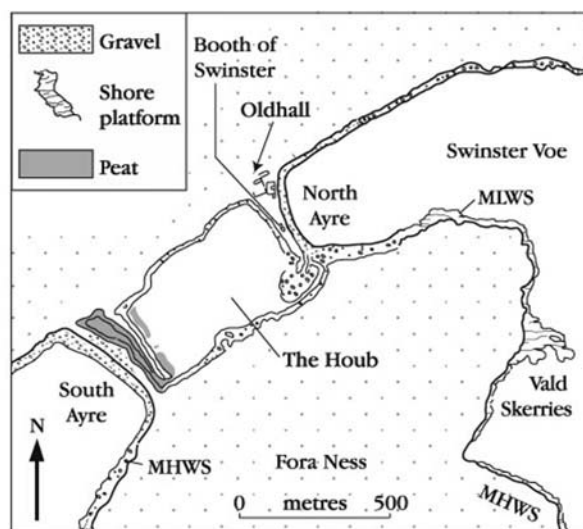 Gravel
Shore
platform
Peat
Booth of
Swinster
Oldhall
Swinster Voe
North
Ayre
MLWS
The Houb
South
Ayre
Vald
Skerries
N
MHWS
Fora Ness
MHWS
0 metres 500